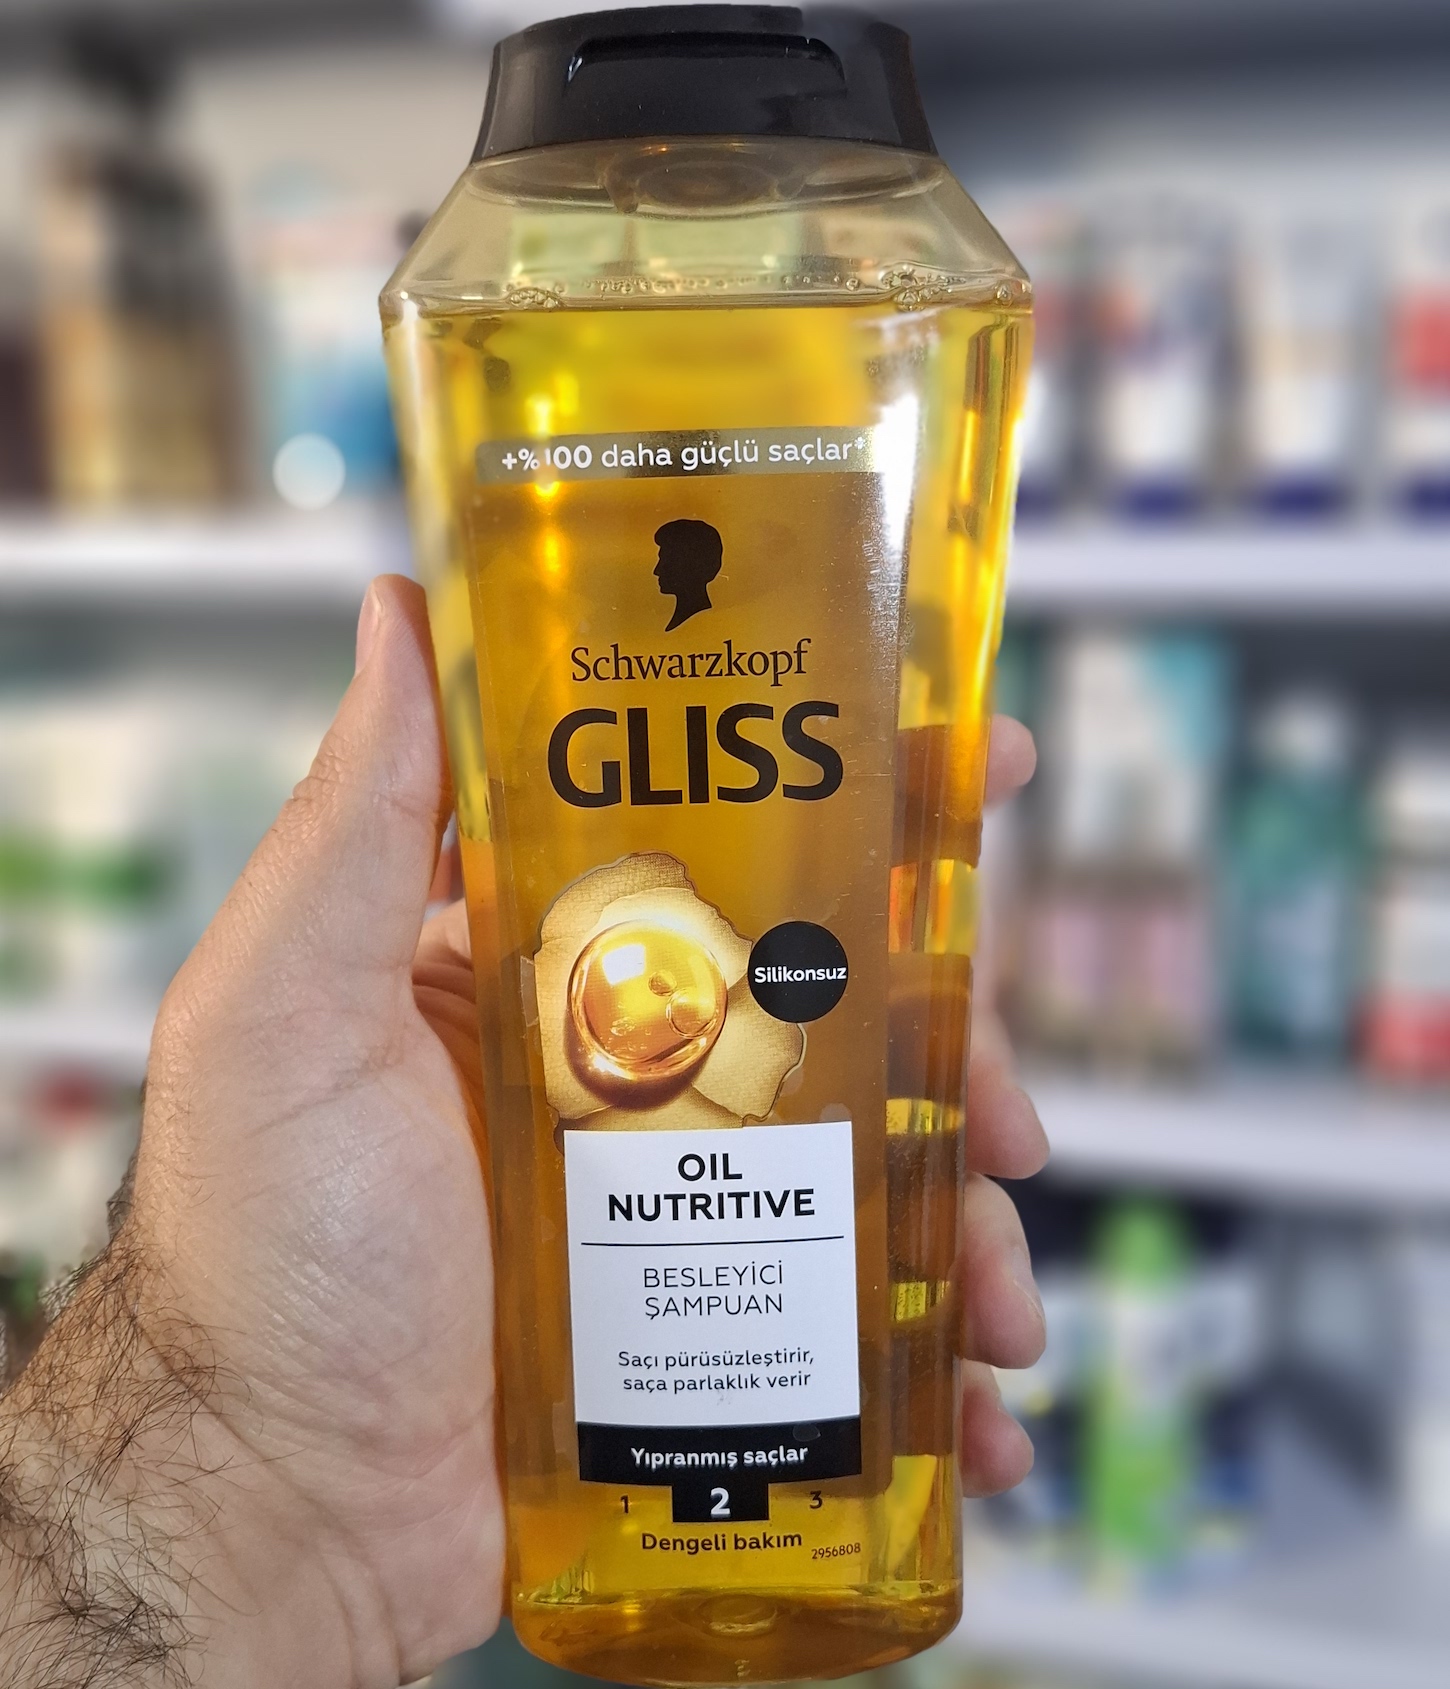 +%100 daha güçlü saçlar*
Schwarzkopf
GLISS
Silikonsuz
OIL
NUTRITIVE
BESLEYİCİ
ŞAMPUAN
Saçı pürüsüzleştirir,
saça parlaklık verir
Yıpranmış saçlar
1 2 3
Dengeli bakım
2956808